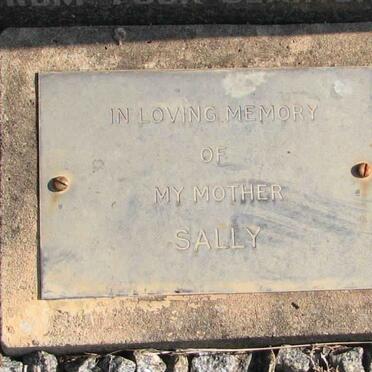 IN LOVING MEMORY
OF
MY MOTHER
SALLY